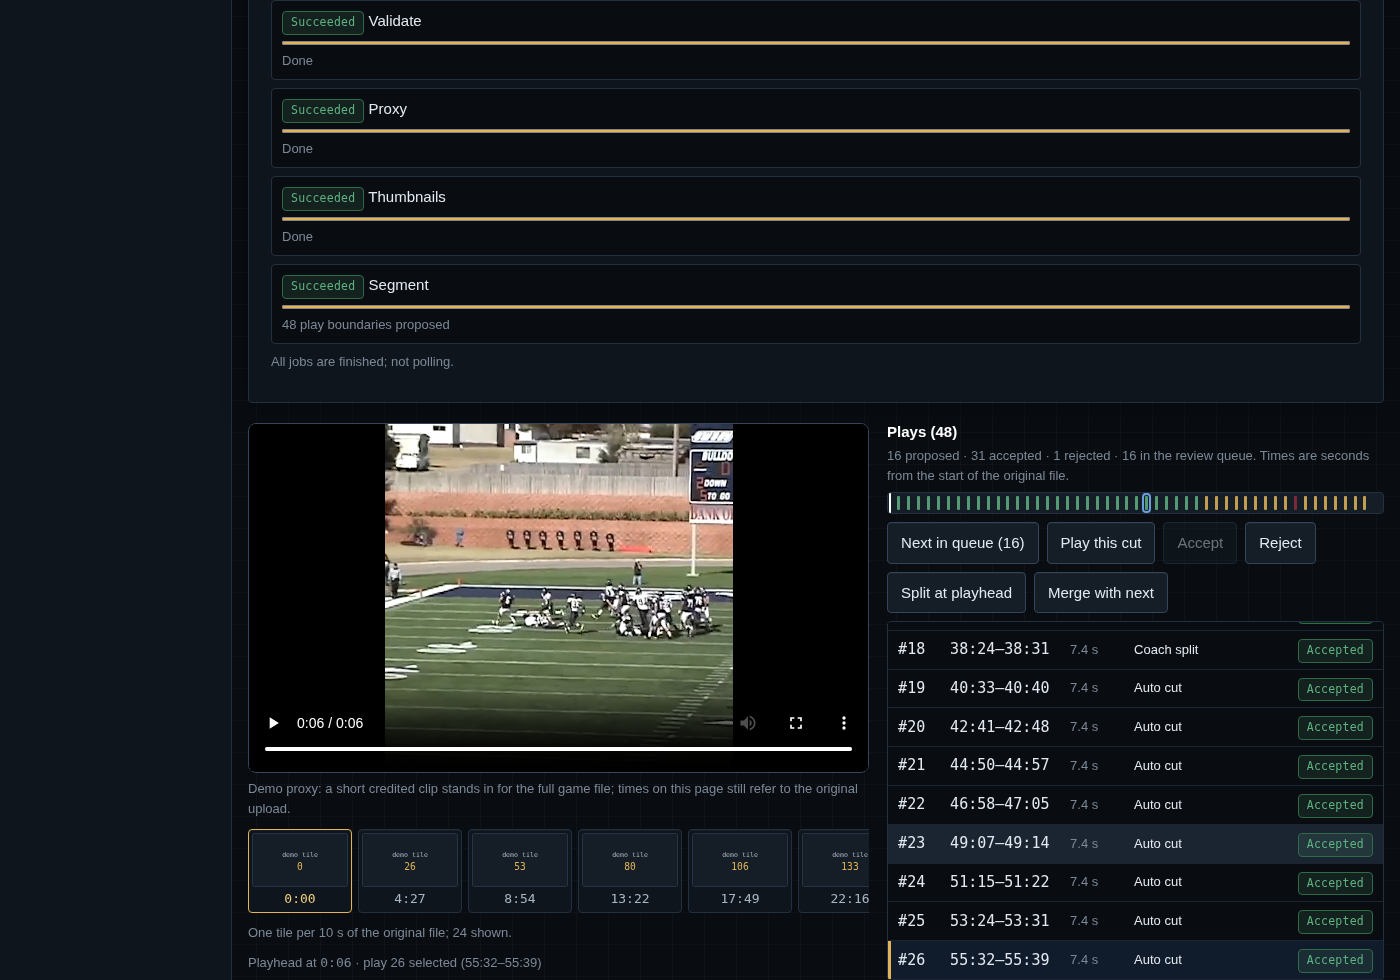 Succeeded Validate
Done
Succeeded Proxy
Done
Succeeded Thumbnails
Done
Succeeded Segment
48 play boundaries proposed
All jobs are finished; not polling.
BULLDO
DOWN
TO GO
BANK O
0:06 / 0:06
Demo proxy: a short credited clip stands in for the full game file; times on this page still refer to the original
upload.
demo tile
0
0:00
demo tile
26
4:27
demo tile
53
8:54
demo tile
80
13:22
demo tile
106
17:49
demo tile
133
22:16
One tile per 10 s of the original file; 24 shown.
Playhead at 0:06 · play 26 selected (55:32–55:39)
Plays (48)
16 proposed · 31 accepted · 1 rejected · 16 in the review queue. Times are seconds
from the start of the original file.
Next in queue (16) Play this cut Accept Reject
Split at playhead Merge with next
#18 38:24–38:31 7.4 s Coach split Accepted
#19 40:33–40:40 7.4 s Auto cut Accepted
#20 42:41–42:48 7.4 s Auto cut Accepted
#21 44:50–44:57 7.4 s Auto cut Accepted
#22 46:58–47:05 7.4 s Auto cut Accepted
#23 49:07–49:14 7.4 s Auto cut Accepted
#24 51:15–51:22 7.4 s Auto cut Accepted
#25 53:24–53:31 7.4 s Auto cut Accepted
#26 55:32–55:39 7.4 s Auto cut Accepted